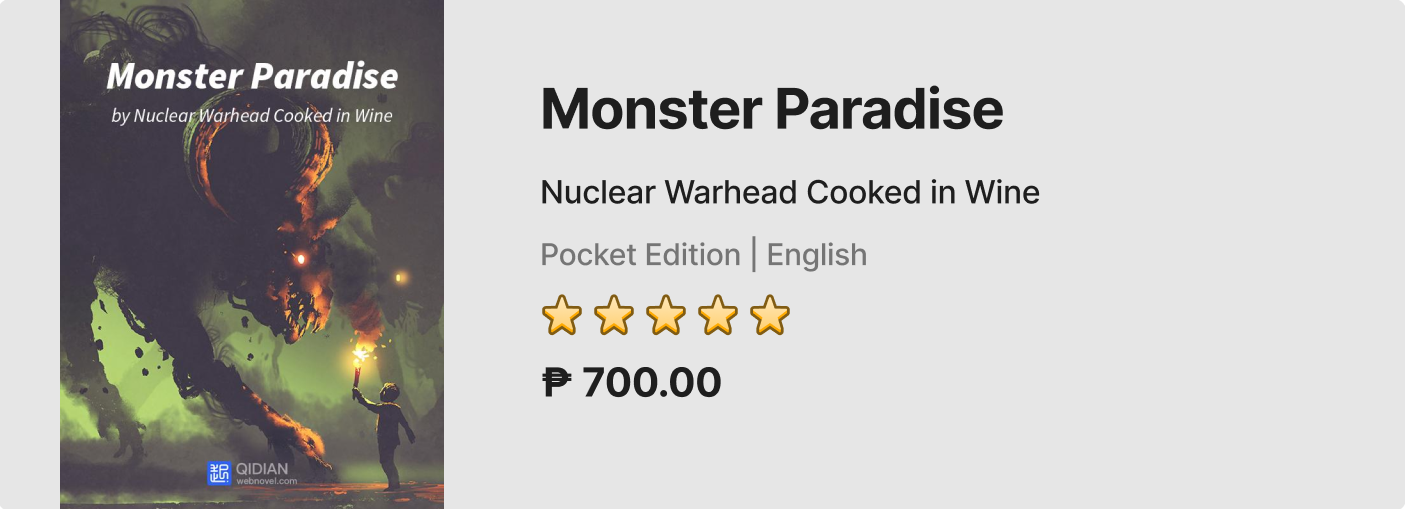 Monster Paradise
by Nuclear Warhead Cooked in Wine
QIDIAN
webnovel.com
Monster Paradise
Nuclear Warhead Cooked in Wine
Pocket Edition | English
₱ 700.00